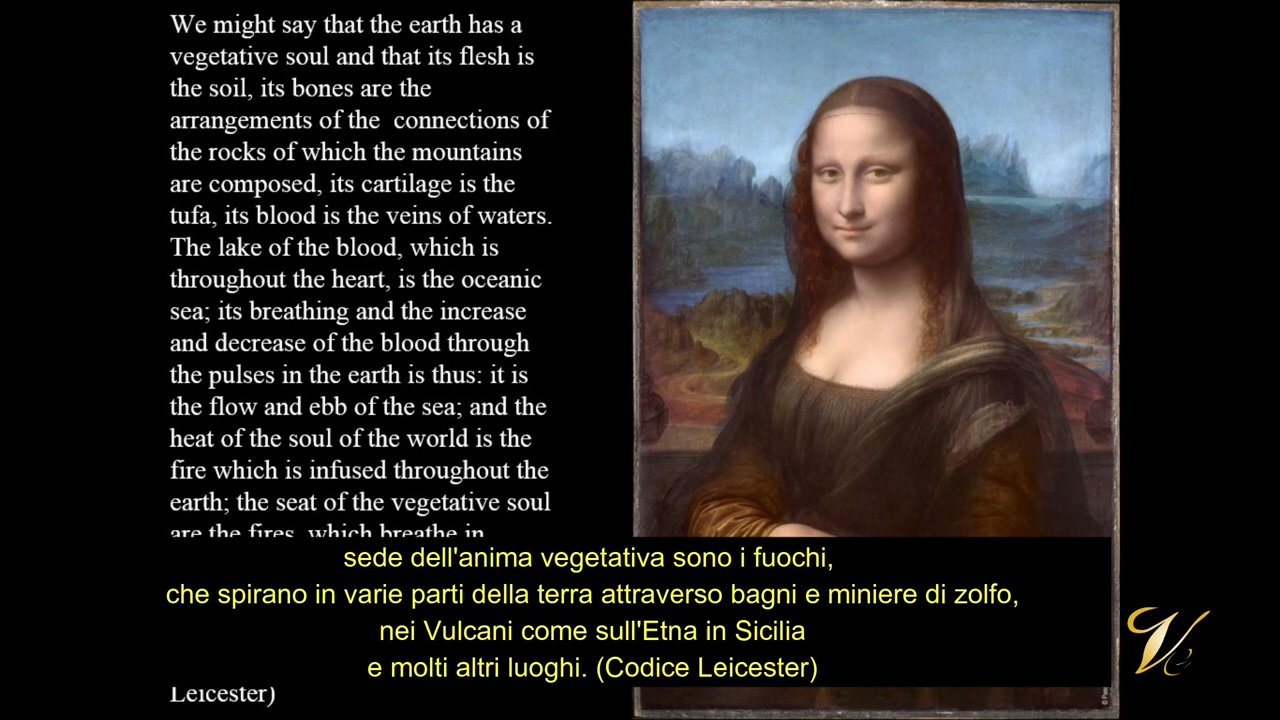 We might say that the earth has a
vegetative soul and that its flesh is
the soil, its bones are the
arrangements of the connections of
the rocks of which the mountains
are composed, its cartilage is the
tufa, its blood is the veins of waters.
The lake of the blood, which is
throughout the heart, is the oceanic
sea; its breathing and the increase
and decrease of the blood through
the pulses in the earth is thus: it is
the flow and ebb of the sea; and the
heat of the soul of the world is the
fire which is infused throughout the
earth; the seat of the vegetative soul
are the fires, which breathe in
sede dell'anima vegetativa sono i fuochi,
che spirano in varie parti della terra attraverso bagni e miniere di zolfo,
nei Vulcani come sull'Etna in Sicilia
e molti altri luoghi. (Codice Leicester)
Leicester)